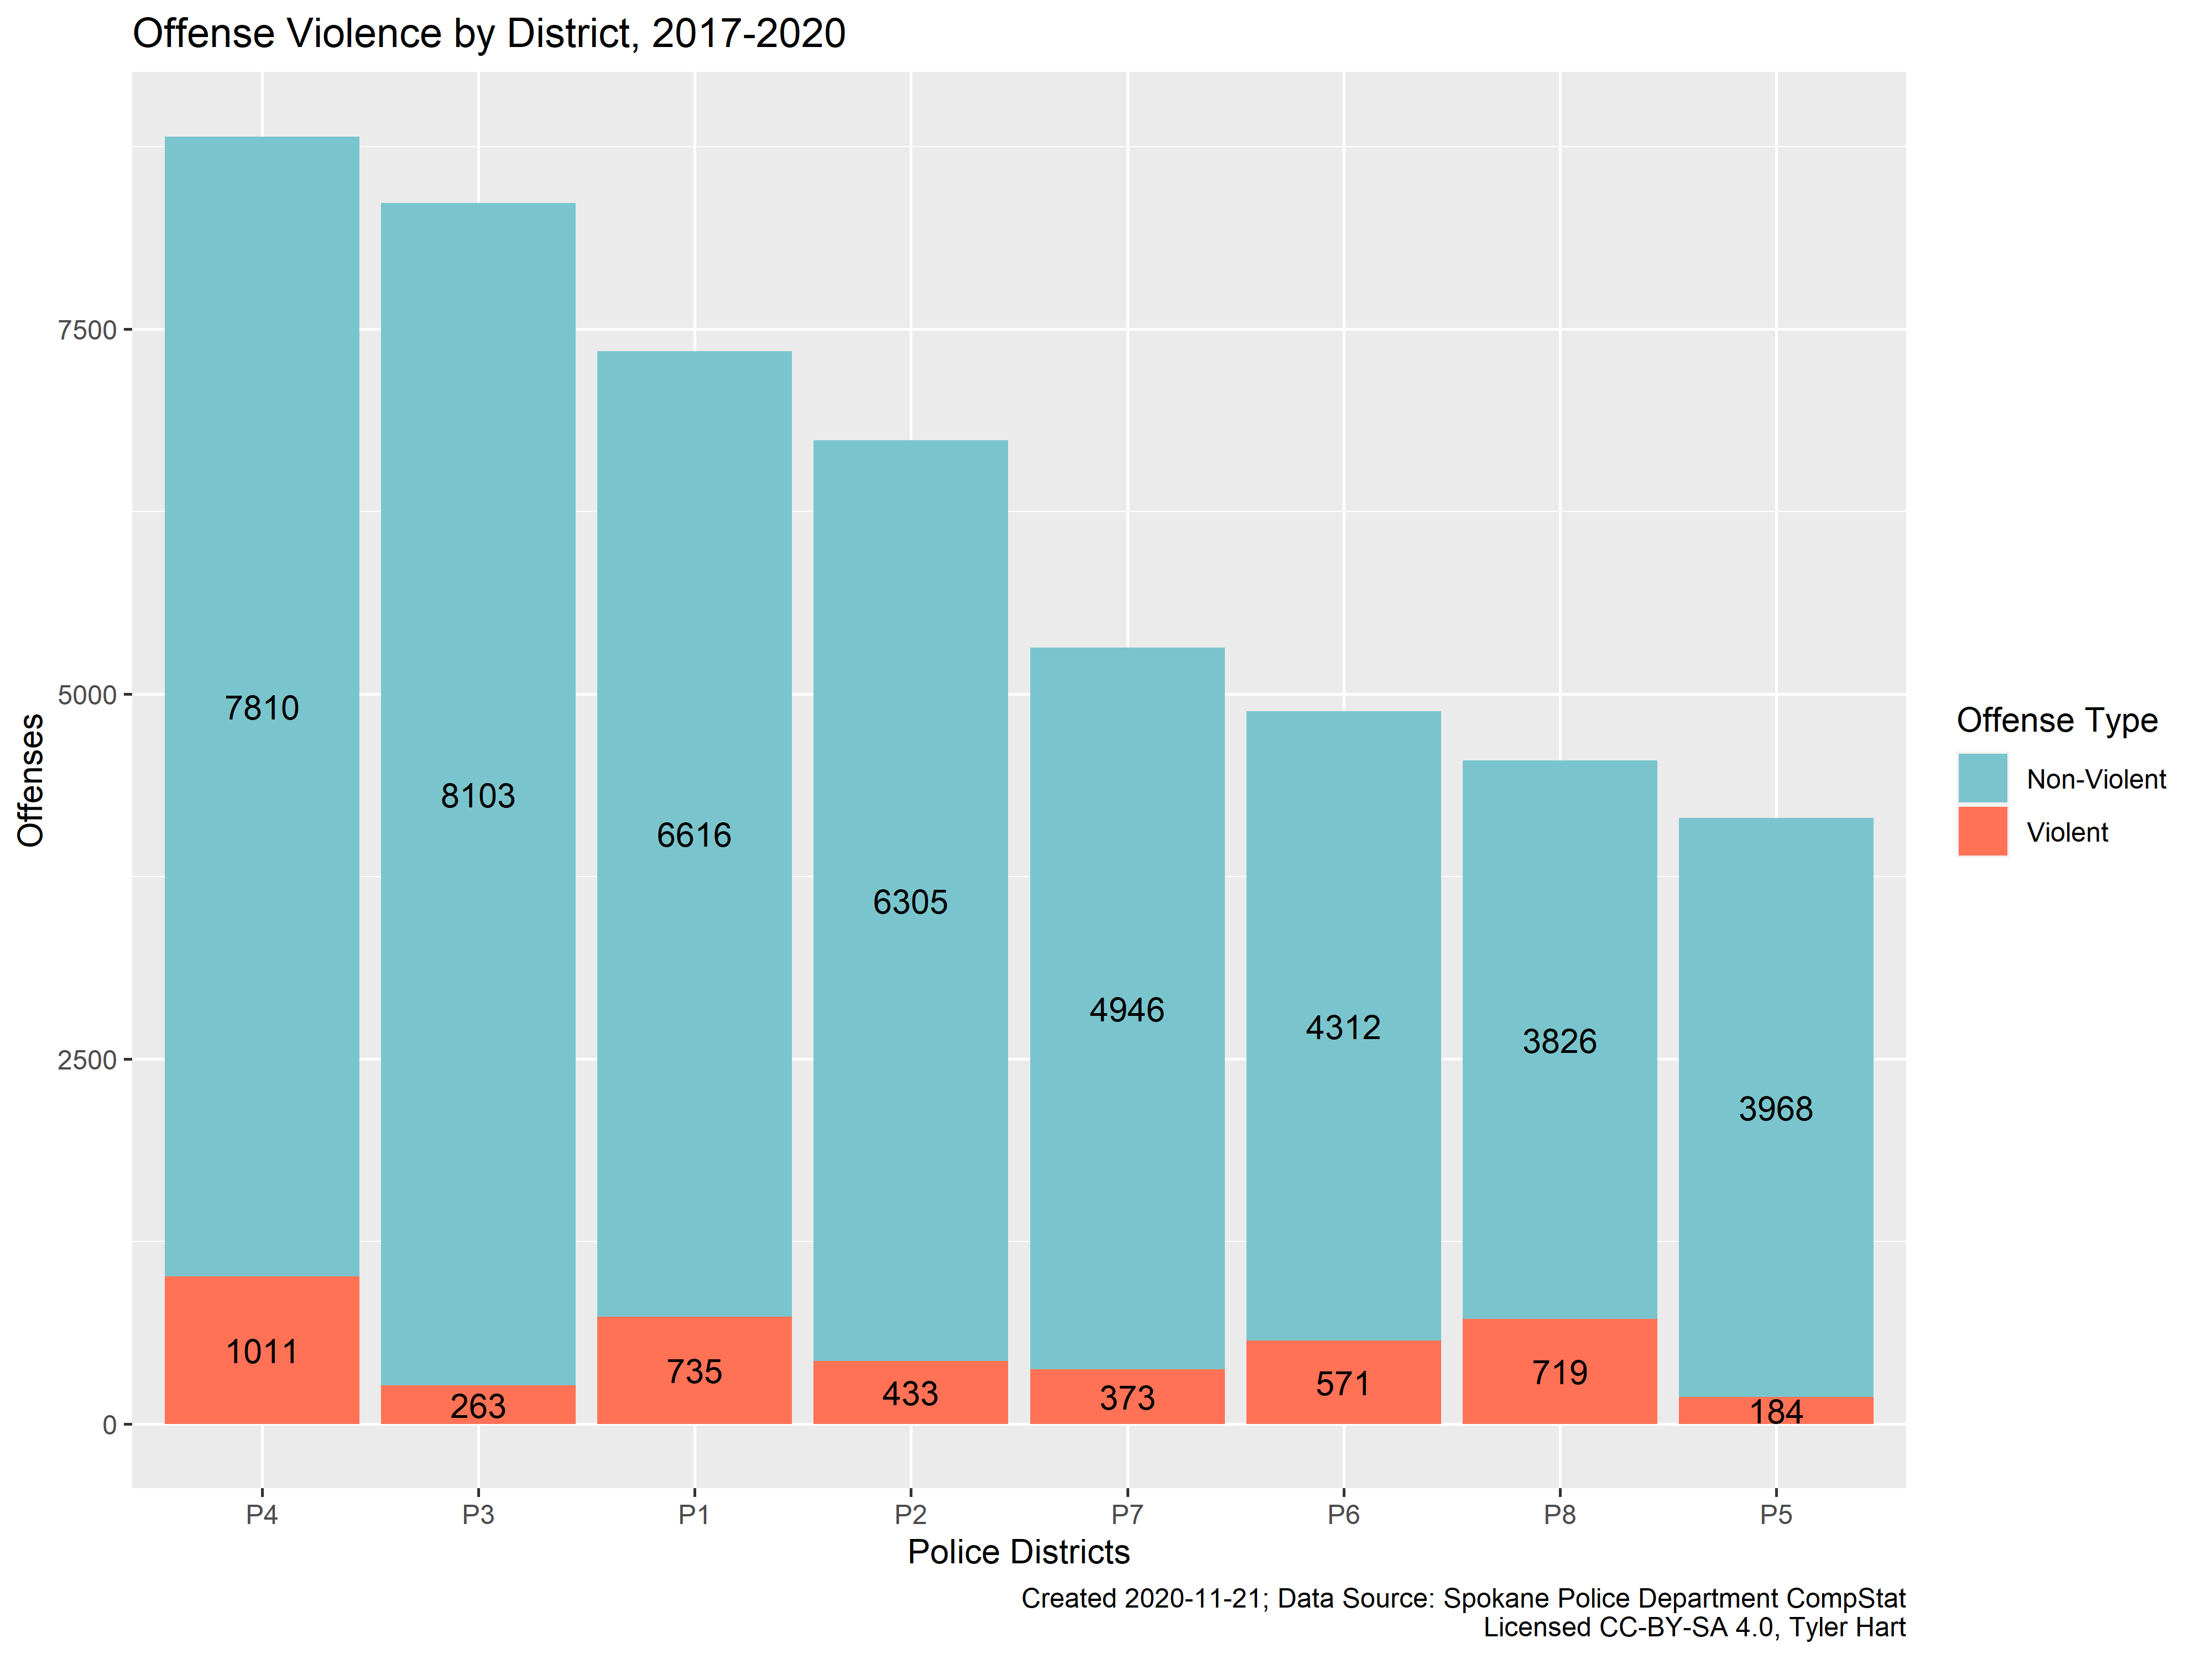 Offense Violence by District, 2017-2020
Offenses
7500
5000
2500
0
7810
8103
6616
6305
4946
4312
3826
3968
1011
263
735
433
373
571
719
184
P4
P3
P1
P2
P7
P6
P8
P5
Police Districts
Offense Type
Non-Violent
Violent
Created 2020-11-21; Data Source: Spokane Police Department CompStat
Licensed CC-BY-SA 4.0, Tyler Hart